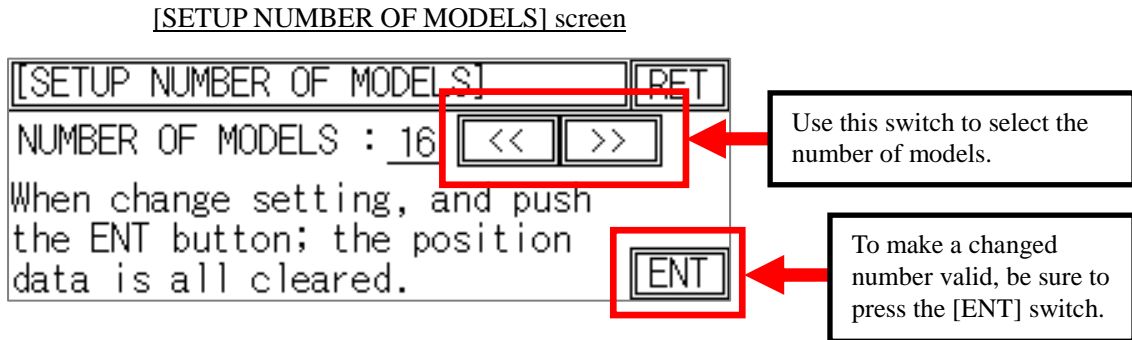 [SETUP NUMBER OF MODELS] screen
[SETUP NUMBER OF MODELS] RET
NUMBER OF MODELS : 16 << >>
Use this switch to select the
number of models.
When change setting, and push
the ENT button; the position
data is all cleared.
ENT
To make a changed
number valid, be sure to
press the [ENT] switch.